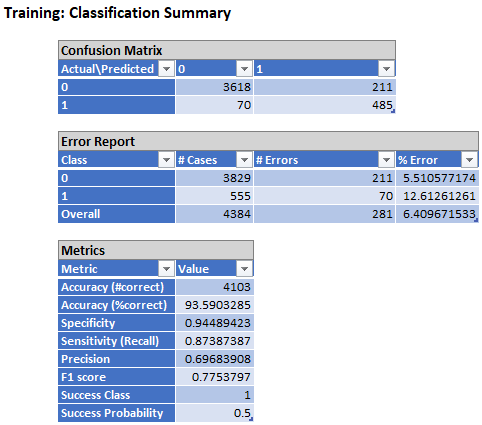 Training: Classification Summary
Confusion Matrix
Actual\Predicted 0 1
0 3618 211
1 70 485
Error Report
Class # Cases # Errors % Error
0 3829 211 5.510577174
1 555 70 12.61261261
Overall 4384 281 6.409671533
Metrics
Metric Value
Accuracy (#correct) 4103
Accuracy (%correct) 93.5903285
Specificity 0.94489423
Sensitivity (Recall) 0.87387387
Precision 0.69683908
F1 score 0.7753797
Success Class 1
Success Probability 0.5